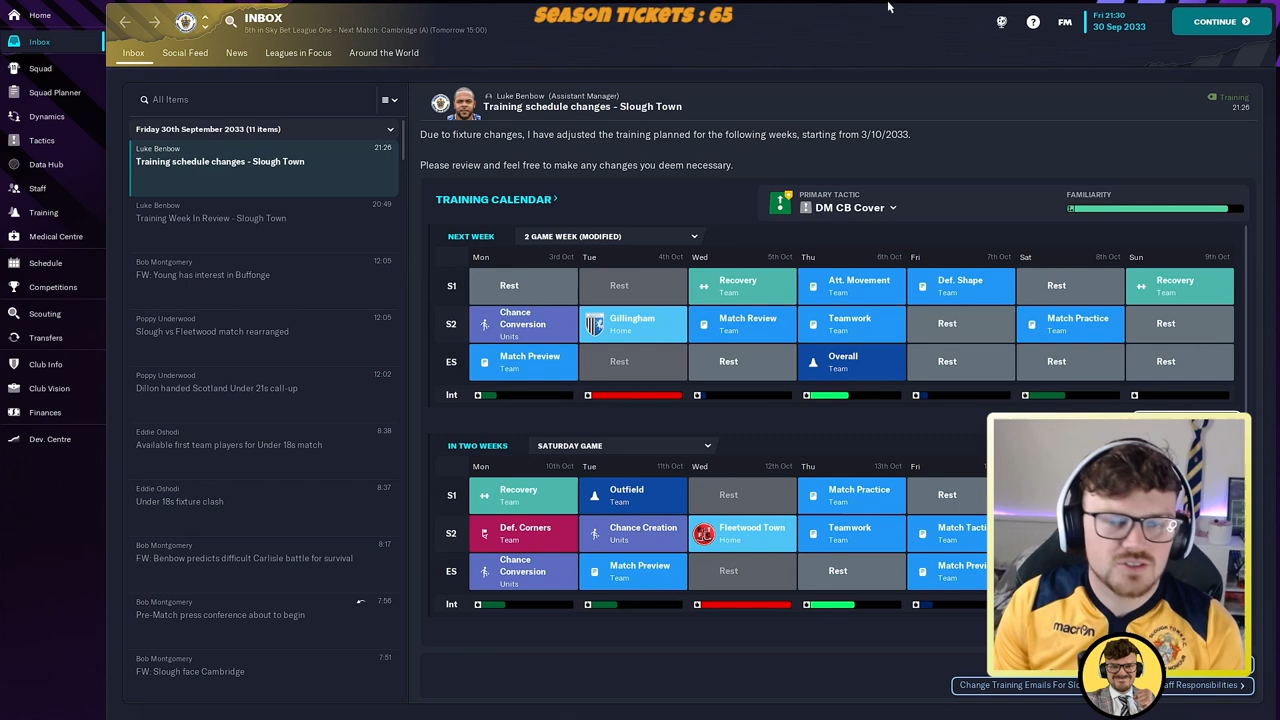 Home
Inbox
Squad
Squad Planner
Dynamics
Tactics
Data Hub
Staff
Training
Medical Centre
Schedule
Competitions
Scouting
Transfers
Club Info
Club Vision
Finances
Dev. Centre
INBOX
5th in Sky Bet League One - Next Match: Cambridge (A) (Tomorrow 15:00)
SEASON TICKETS : 65
FM
Fri 21:30
30 Sep 2033
CONTINUE
Inbox Social Feed News Leagues in Focus Around the World
All Items
Friday 30th September 2033 (11 items)
Luke Benbow 21:26
Training schedule changes - Slough Town
Luke Benbow 20:49
Training Week In Review - Slough Town
Bob Montgomery 12:05
FW: Young has interest in Buffonge
Poppy Underwood 12:05
Slough vs Fleetwood match rearranged
Poppy Underwood 12:02
Dillon handed Scotland Under 21s call-up
Eddie Oshodi 8:38
Available first team players for Under 18s match
Eddie Oshodi 8:37
Under 18s fixture clash
Bob Montgomery 8:17
FW: Benbow predicts difficult Carlisle battle for survival
Bob Montgomery 7:56
Pre-Match press conference about to begin
Bob Montgomery 7:51
FW: Slough face Cambridge
Luke Benbow (Assistant Manager)
Training schedule changes - Slough Town
Training
21:26
Due to fixture changes, I have adjusted the training planned for the following weeks, starting from 3/10/2033.
Please review and feel free to make any changes you deem necessary.
TRAINING CALENDAR
PRIMARY TACTIC
DM CB Cover
FAMILIARITY
NEXT WEEK 2 GAME WEEK (MODIFIED)
Mon 3rd Oct Tue 4th Oct Wed 5th Oct Thu 6th Oct Fri 7th Oct Sat 8th Oct Sun 9th Oct
S1
Rest
Rest
Recovery
Team
Att. Movement
Team
Def. Shape
Team
Rest
Recovery
Team
S2
Chance
Conversion
Units
Gillingham
Home
Match Review
Team
Teamwork
Team
Rest
Match Practice
Team
Rest
ES
Match Preview
Team
Rest
Rest
Overall
Team
Rest
Rest
Rest
Int
IN TWO WEEKS SATURDAY GAME
Mon 10th Oct Tue 11th Oct Wed 12th Oct Thu 13th Oct Fri
S1
Recovery
Team
Outfield
Team
Rest
Match Practice
Team
Rest
S2
Def. Corners
Team
Chance Creation
Units
Fleetwood Town
Home
Teamwork
Team
Match Tacti
Team
ES
Chance
Conversion
Units
Match Preview
Team
Rest
Rest
Match Previ
Team
Int
Change Training Emails For Slo
aff Responsibilities
macron
SLOUGH TOWN F.C.